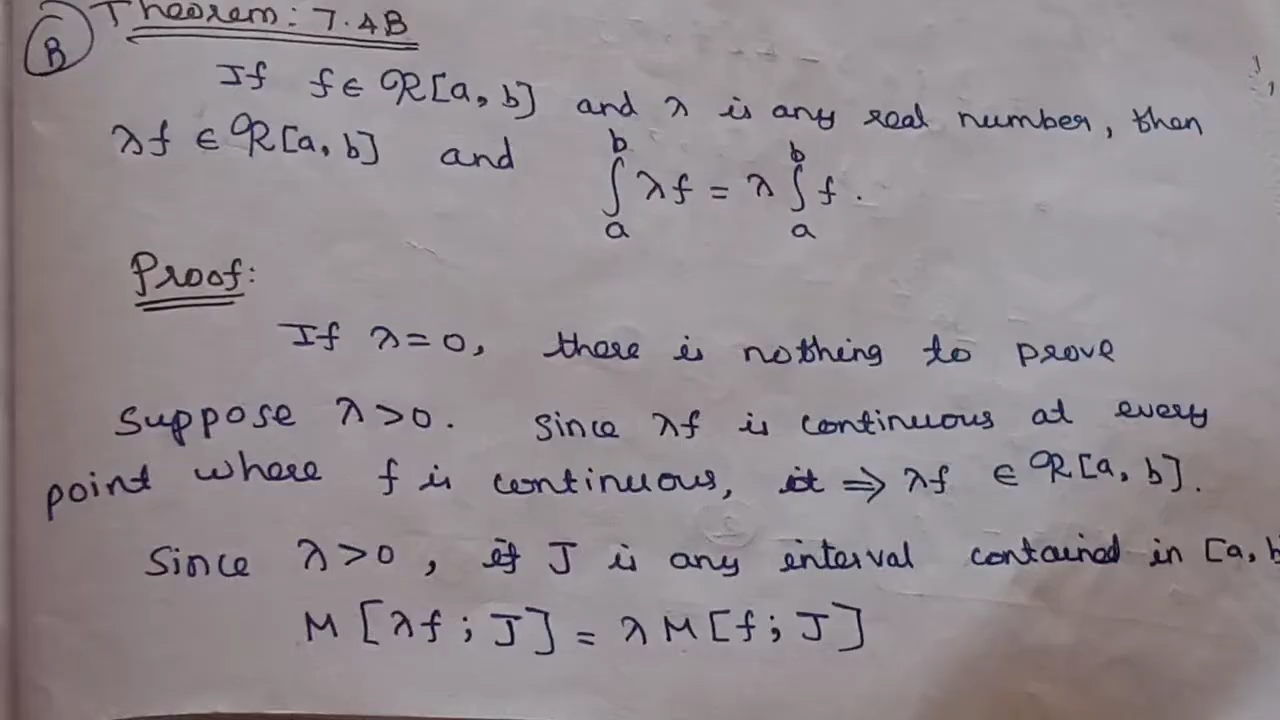 B Theorem: 7.4B
If f ∈ R[a, b] and λ is any real number, then
λf ∈ R[a, b] and ∫_a^b λf = λ ∫_a^b f.
Proof:
If λ=0, there is nothing to prove
Suppose λ>0. Since λf is continuous at every
point where f is continuous, it ⇒ λf ∈ R[a, b].
Since λ>0, if J is any interval contained in [a, b
M[λf; J] = λM[f; J]